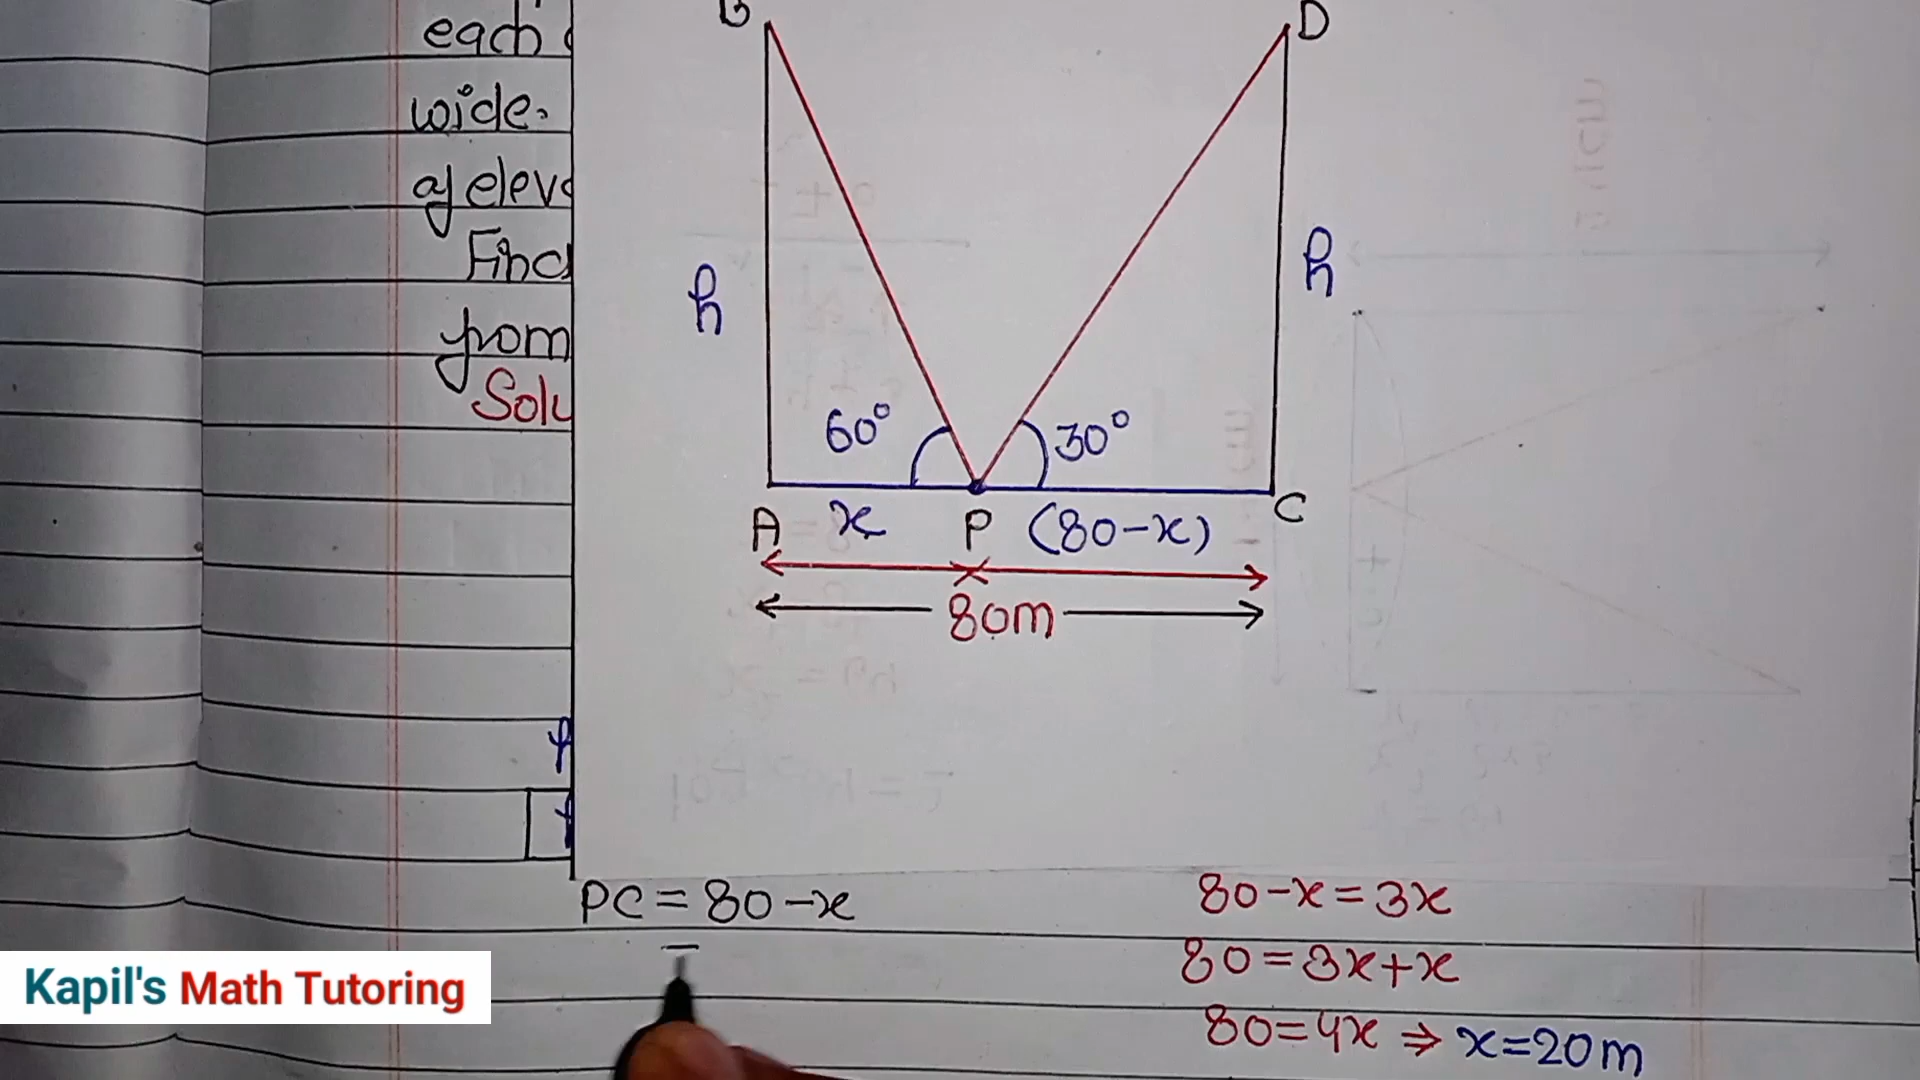 each
wide.
of eleva
Find
from
Solu
B
D
h
h
60°
30°
A x P (80-x) C
80m
PC = 80-x
=
80-x = 3x
80 = 3x+x
80 = 4x ⇒ x = 20m
Kapil's Math Tutoring